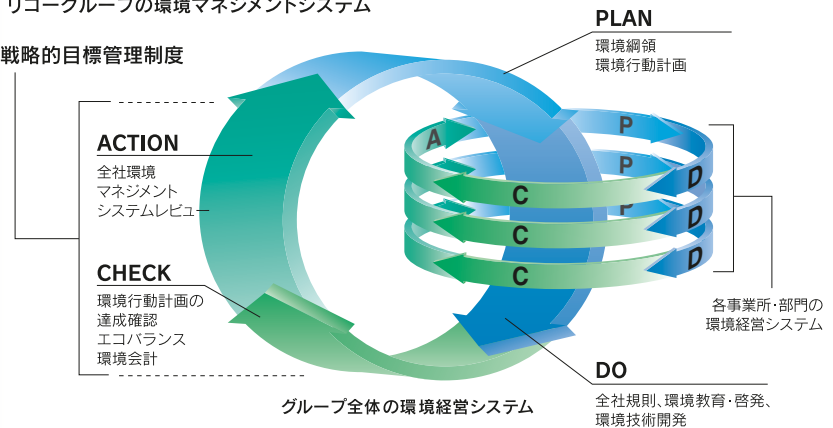 リコーグループの環境マネジメントシステム
戦略的目標管理制度
PLAN
環境綱領
環境行動計画
ACTION
全社環境
マネジメント
システムレビュー
CHECK
環境行動計画の
達成確認
エコバランス
環境会計
A
P
P
P
D
D
D
C
C
C
各事業所・部門の
環境経営システム
DO
全社規則、環境教育・啓発、
環境技術開発
グループ全体の環境経営システム